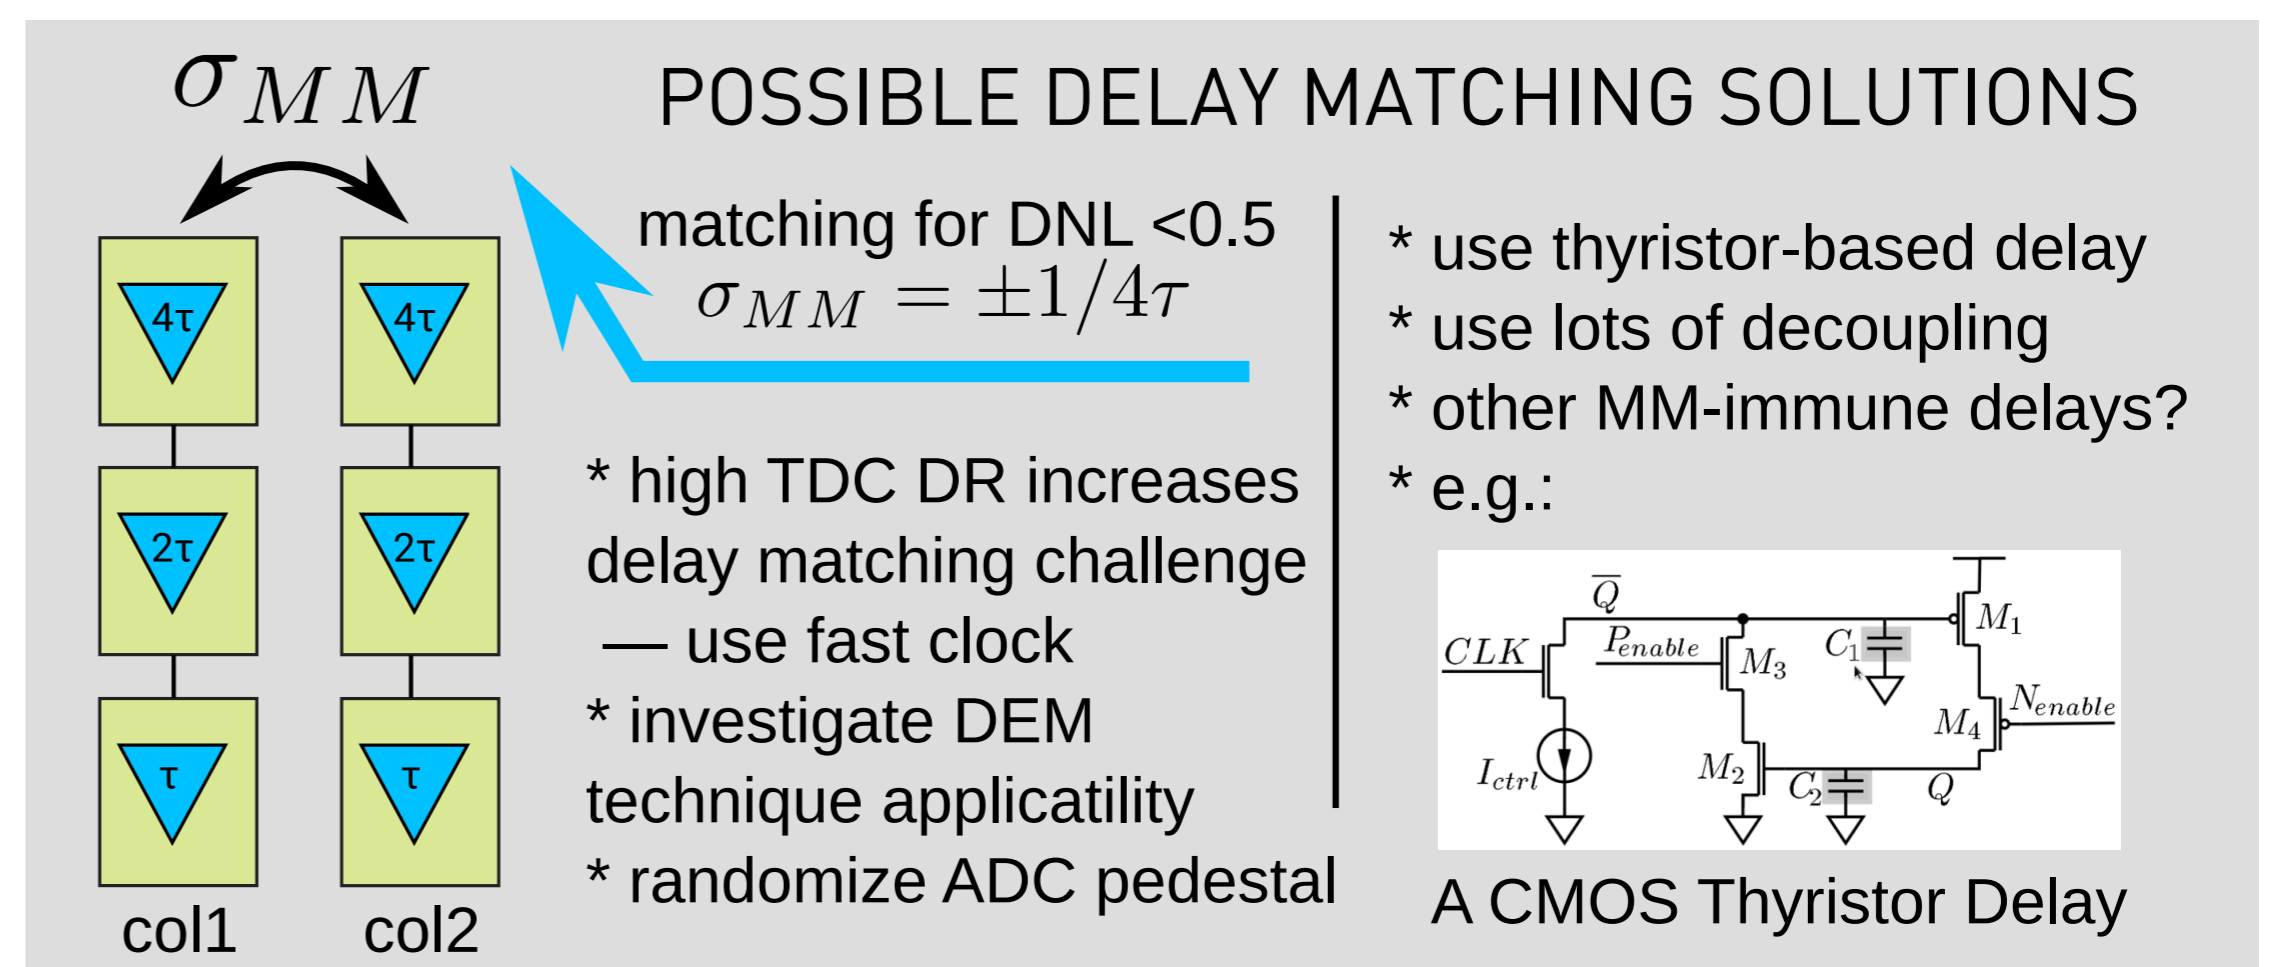 σMM
POSSIBLE DELAY MATCHING SOLUTIONS
4τ
4τ
2τ
2τ
τ
τ
col1
col2
matching for DNL <0.5
σMM = ±1/4τ
* high TDC DR increases
delay matching challenge
— use fast clock
* investigate DEM
technique applicatility
* randomize ADC pedestal
* use thyristor-based delay
* use lots of decoupling
* other MM-immune delays?
* e.g.:
Q̅
CLK
Penable
M3
C1
M1
Nenable
M4
Ictrl
M2
C2
Q
A CMOS Thyristor Delay